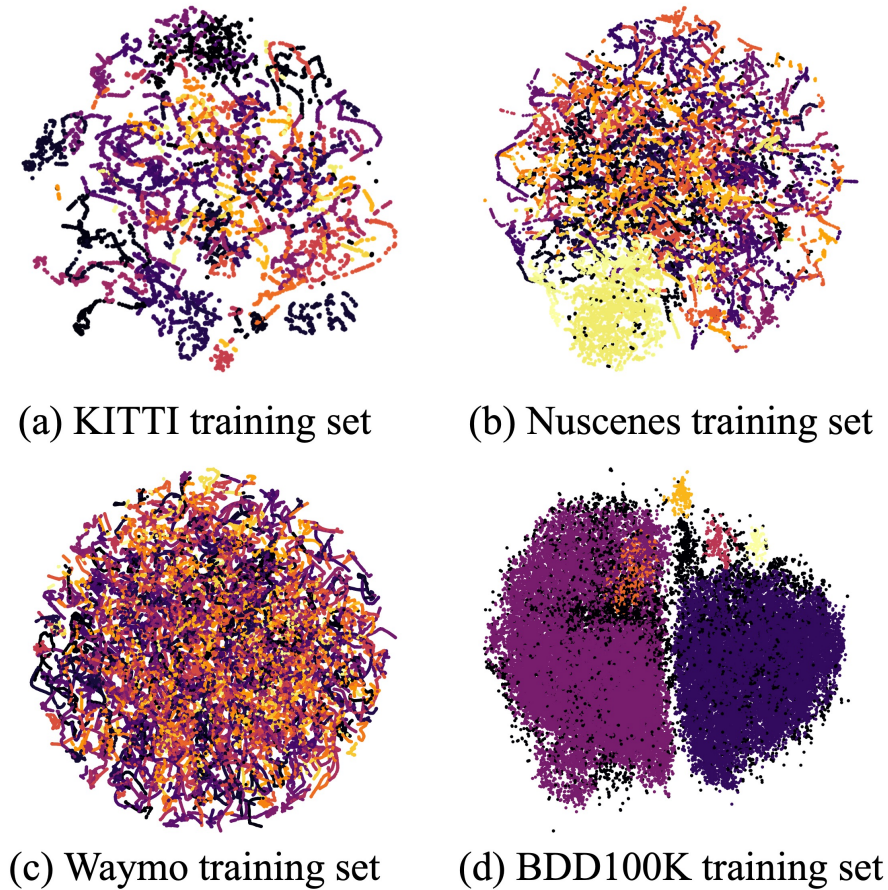 (a) KITTI training set
(b) Nuscenes training set
(c) Waymo training set
(d) BDD100K training set